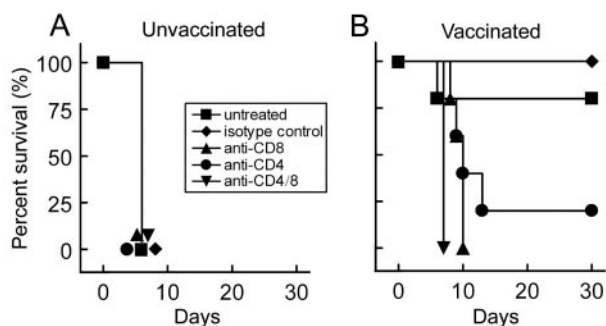 A
Unvaccinated
Percent survival (%)
100
75
50
25
0
untreated
isotype control
anti-CD8
anti-CD4
anti-CD4/8
0
10
20
30
Days
B
Vaccinated
0
10
20
30
Days